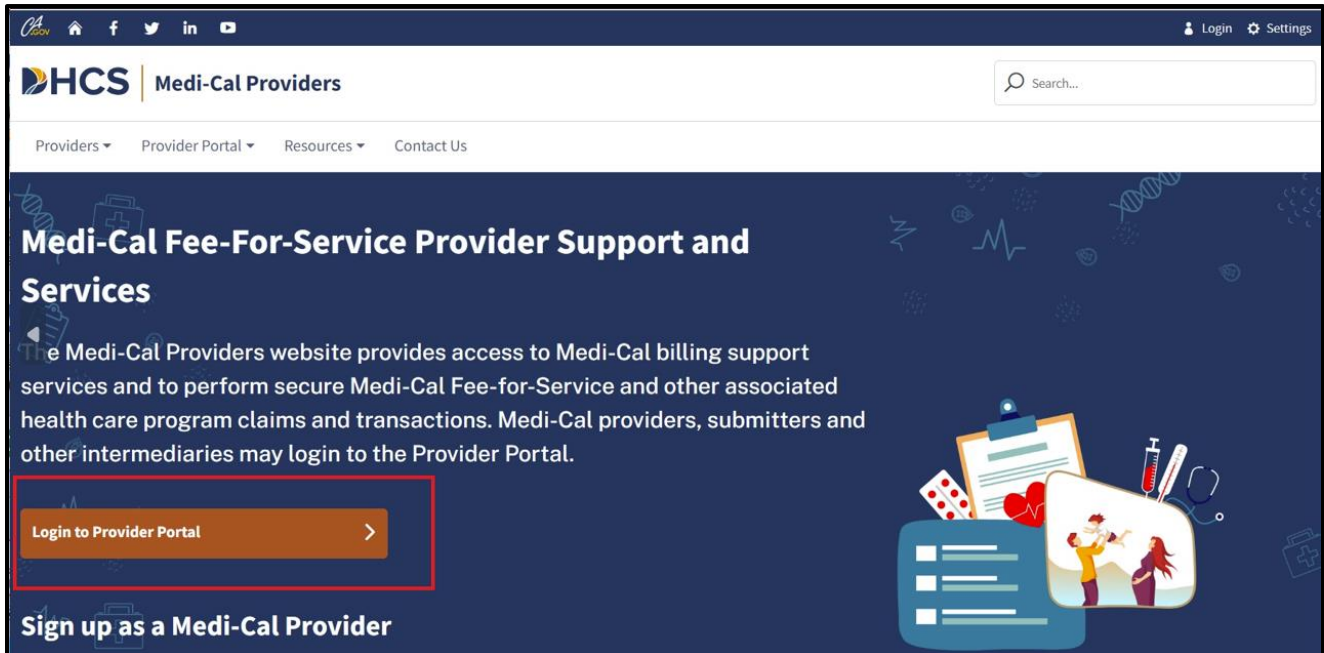 CA.GOV
Login Settings
DHCS Medi-Cal Providers
Search...
Providers Provider Portal Resources Contact Us
Medi-Cal Fee-For-Service Provider Support and
Services
The Medi-Cal Providers website provides access to Medi-Cal billing support
services and to perform secure Medi-Cal Fee-for-Service and other associated
health care program claims and transactions. Medi-Cal providers, submitters and
other intermediaries may login to the Provider Portal.
Login to Provider Portal
Sign up as a Medi-Cal Provider